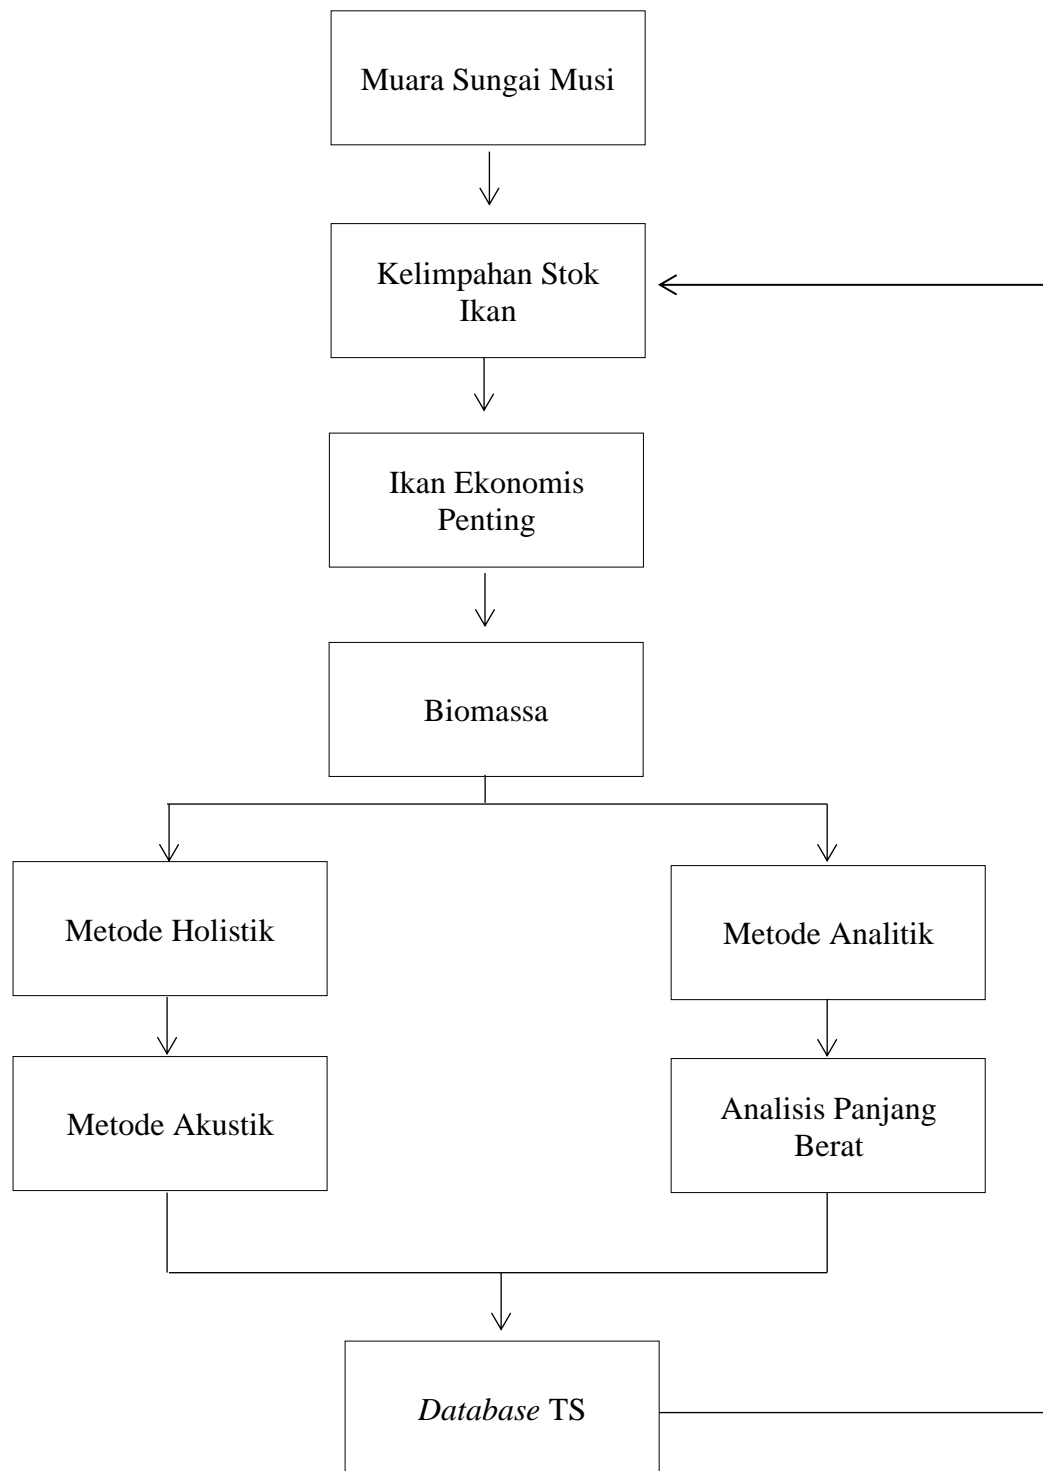 Muara Sungai Musi
Kelimpahan Stok
Ikan
Ikan Ekonomis
Penting
Biomassa
Metode Holistik
Metode Analitik
Metode Akustik
Analisis Panjang
Berat
Database TS